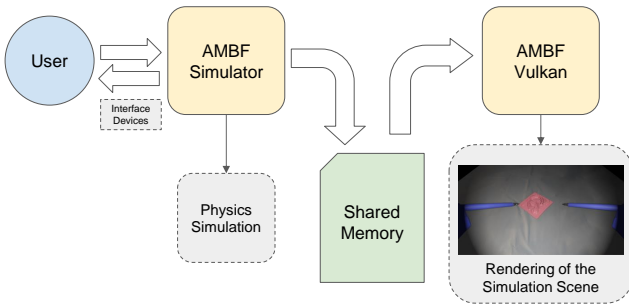 User
AMBF
Simulator
AMBF
Vulkan
Interface
Devices
Physics
Simulation
Shared
Memory
Rendering of the
Simulation Scene